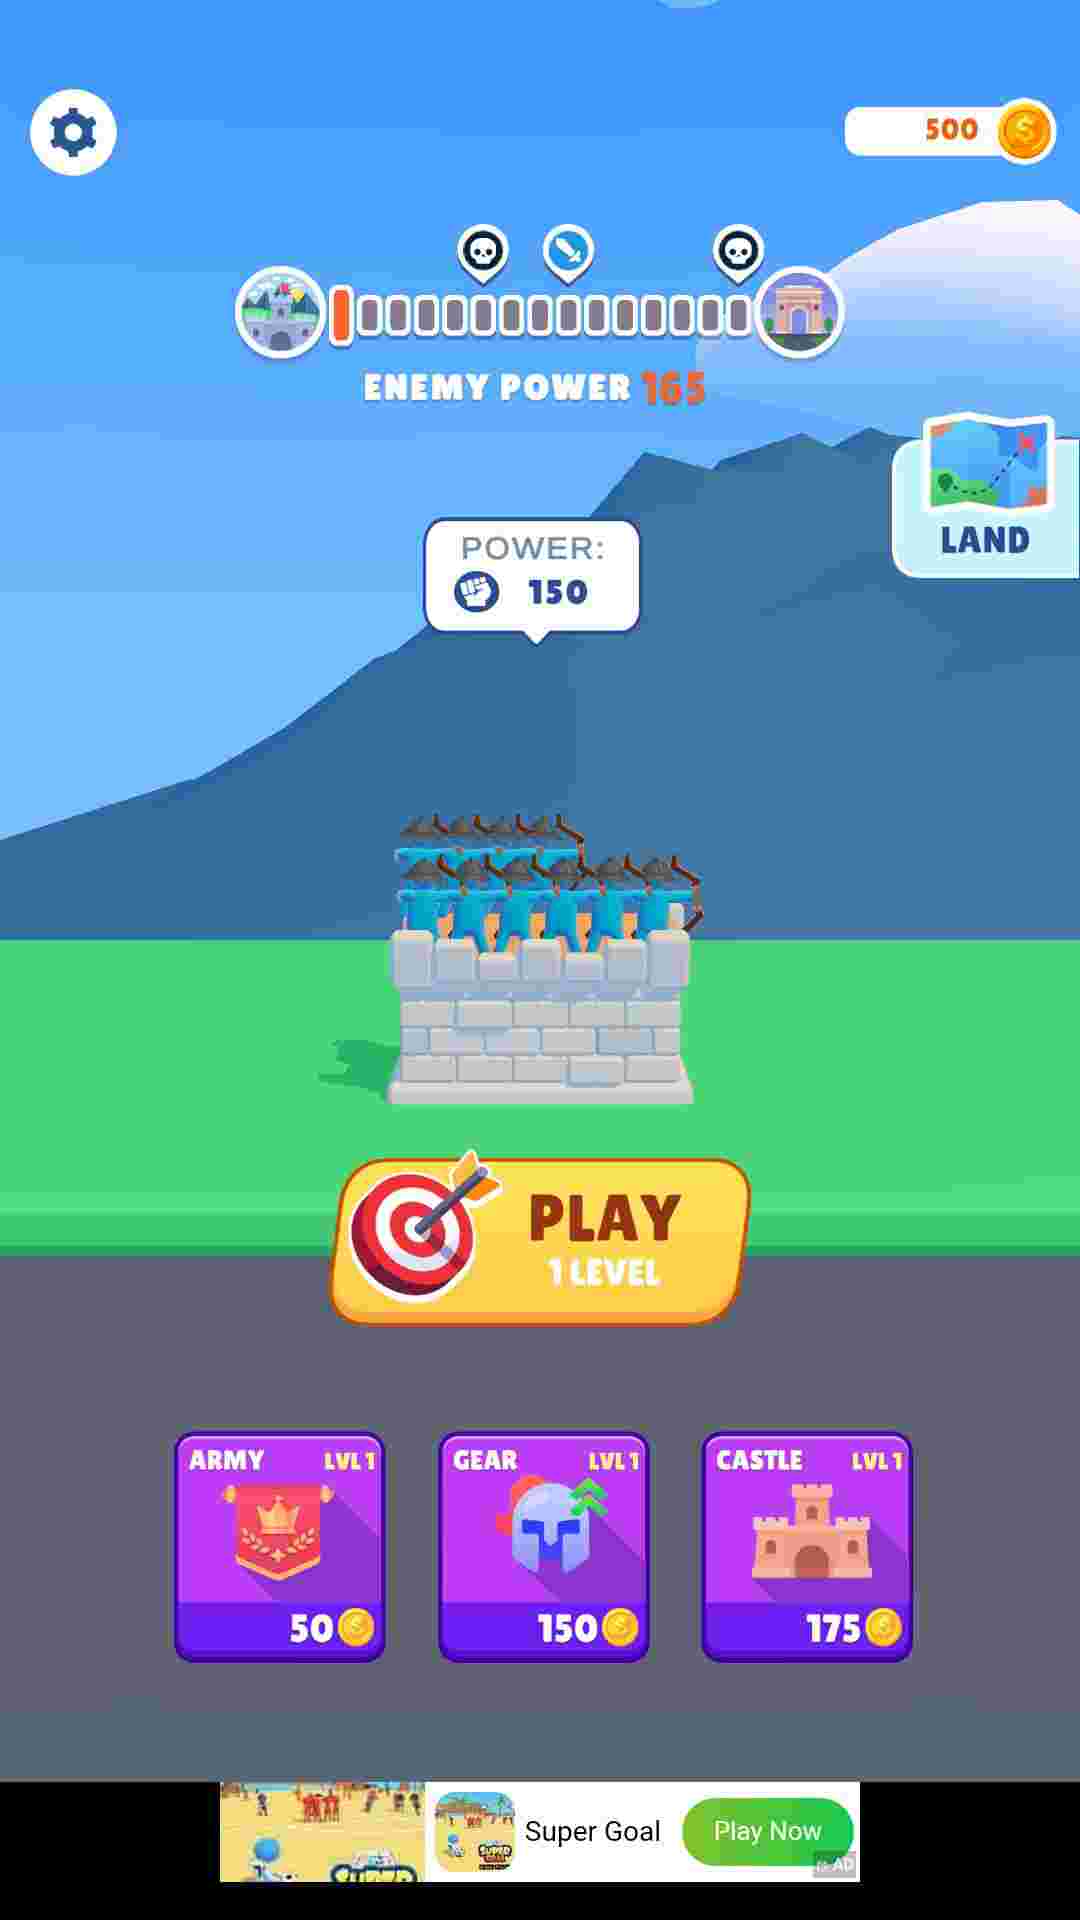 500
ENEMY POWER 165
LAND
POWER:
150
PLAY
1 LEVEL
ARMY LVL 1
50
GEAR LVL 1
150
CASTLE LVL 1
175
Super Goal
Play Now
AD
SUPER